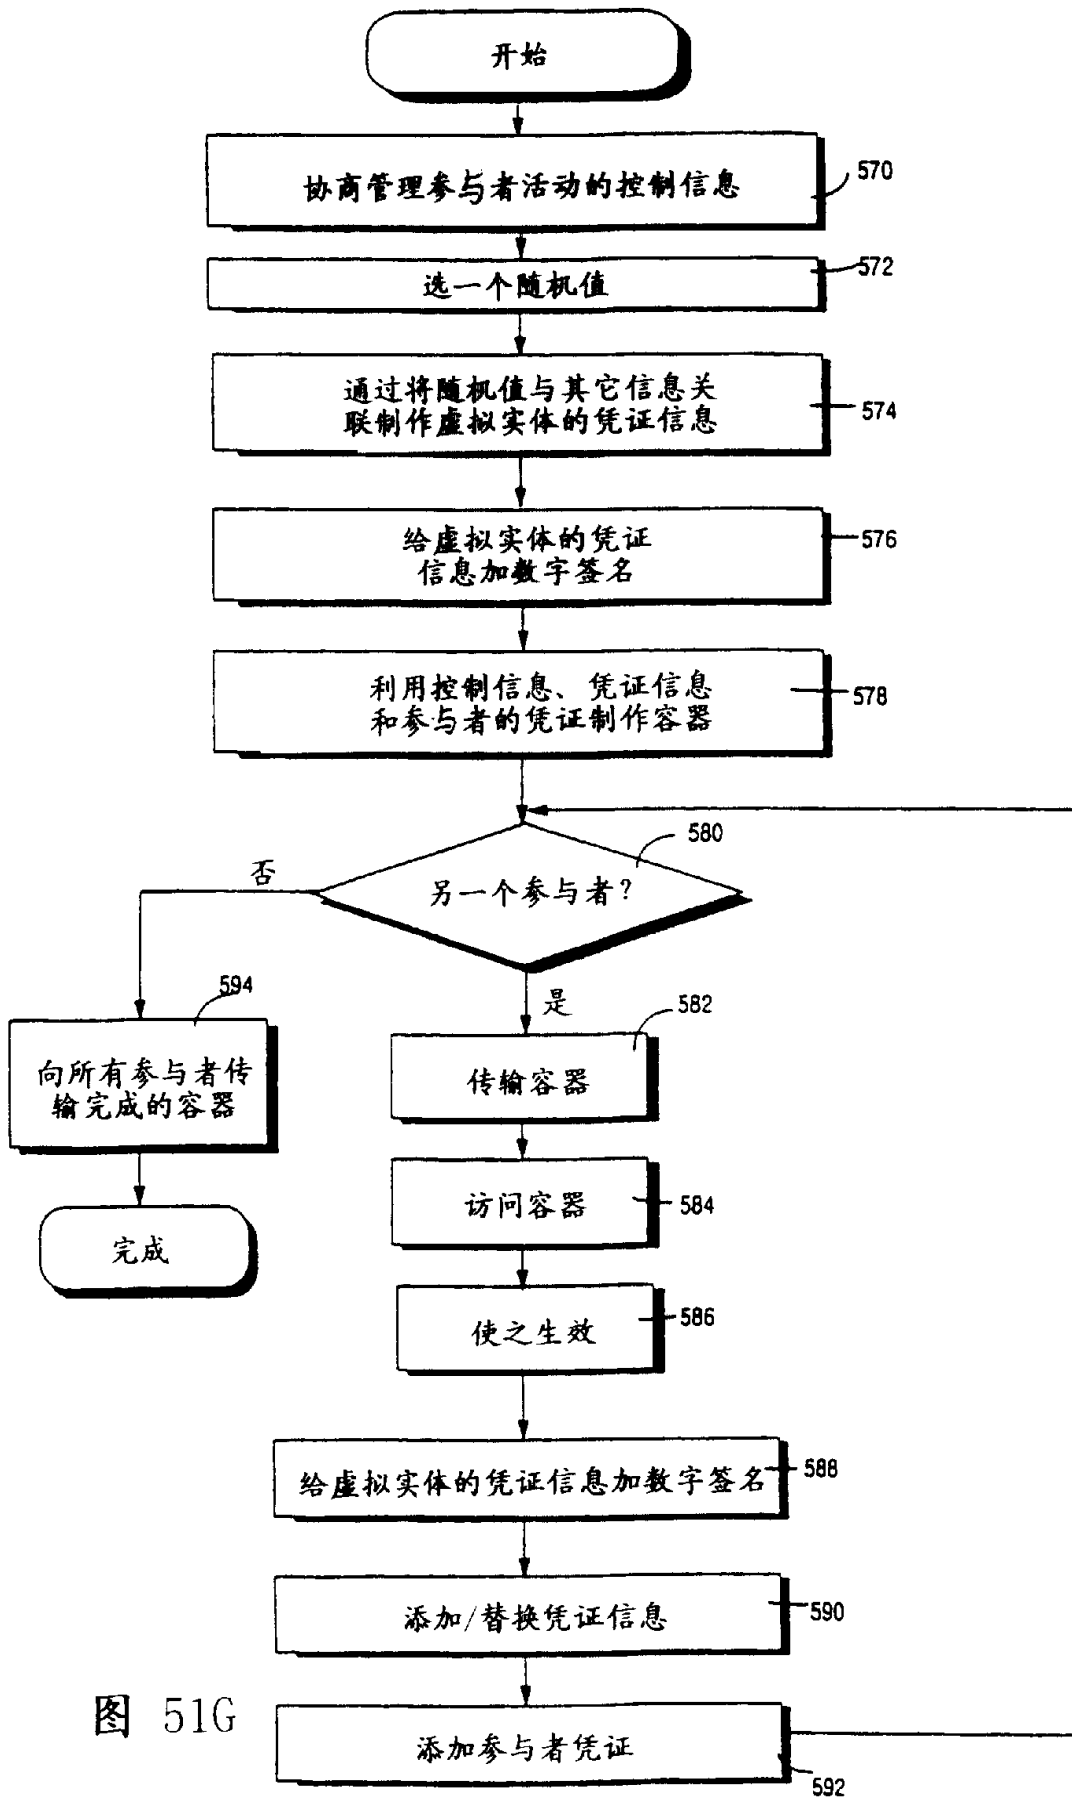 开始
协商管理参与者活动的控制信息
570
选一个随机值
572
通过将随机值与其它信息关
联制作虚拟实体的凭证信息
574
给虚拟实体的凭证
信息加数字签名
576
利用控制信息、凭证信息
和参与者的凭证制作容器
578
580
否
另一个参与者?
594
是
582
向所有参与者传
输完成的容器
传输容器
访问容器
584
完成
使之生效
586
给虚拟实体的凭证信息加数字签名
588
添加/替换凭证信息
590
图 51G
添加参与者凭证
592